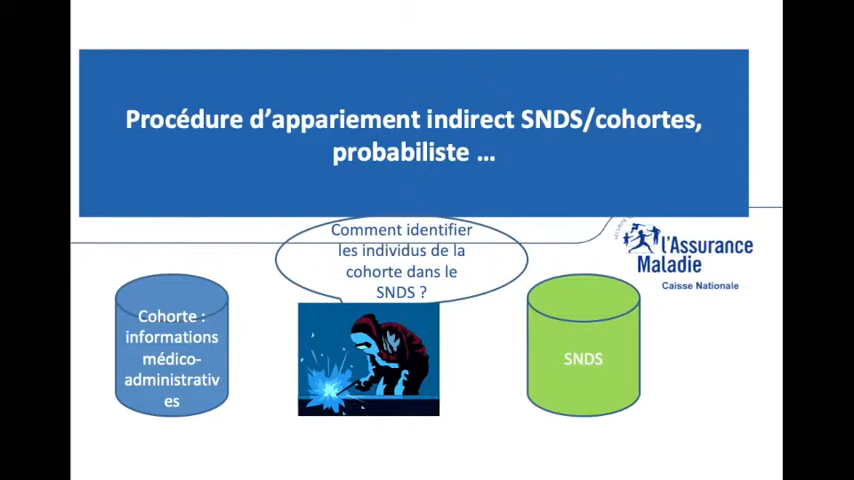 Procédure d'appariement indirect SNDS/cohortes,
probabiliste ...
Comment identifier
les individus de la
cohorte dans le
SNDS ?
l'Assurance
Maladie
Caisse Nationale
Cohorte :
informations
médico-
administrativ
es
SNDS